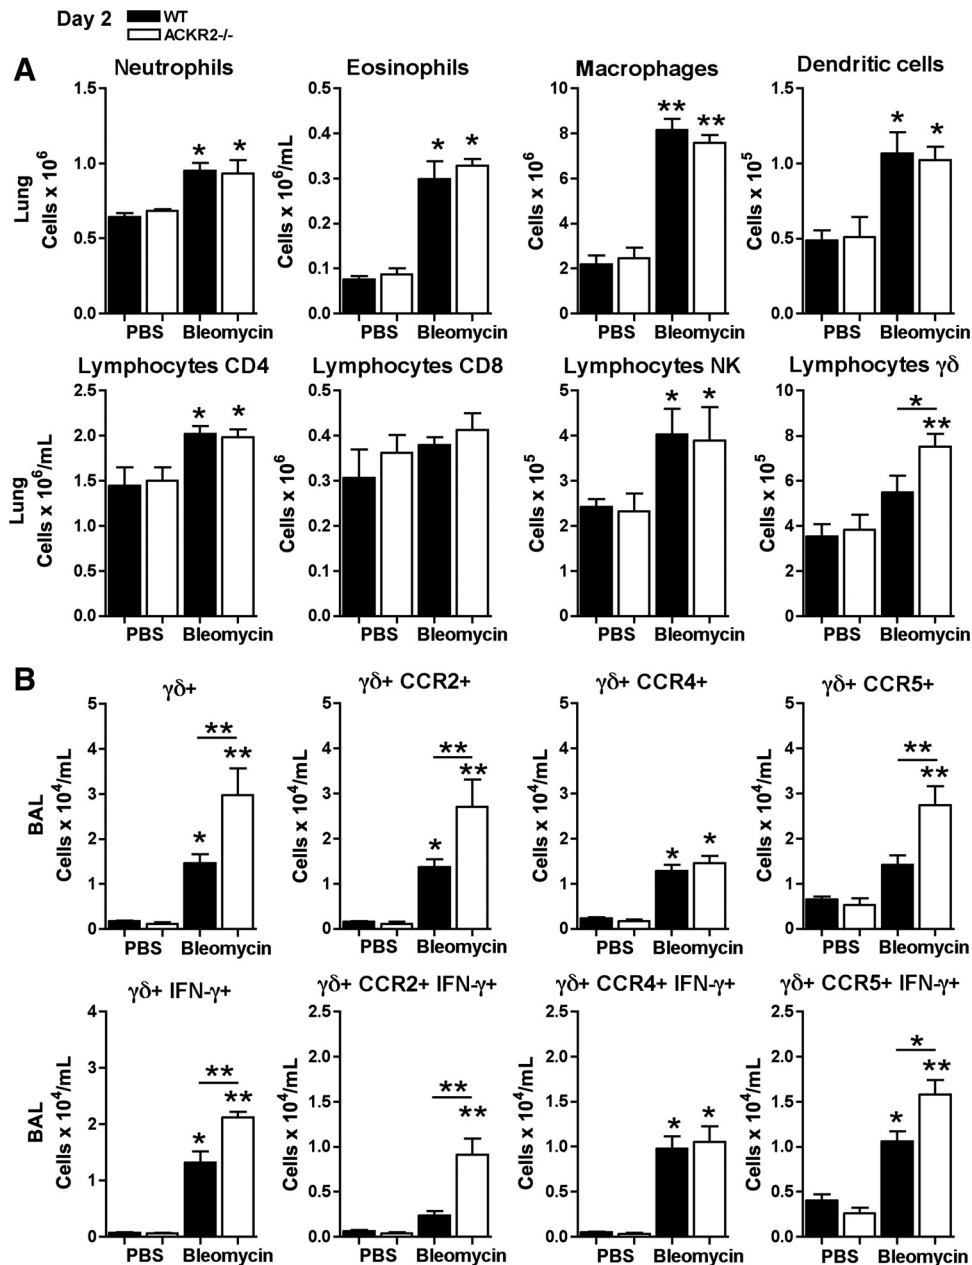 Day 2 WT
ACKR2-/-
A
Neutrophils
Lung
Cells x 10⁶
1.5
1.0
0.5
0.0
PBS Bleomycin
* *
Eosinophils
Cells x 10⁶/mL
0.4
0.3
0.2
0.1
0.0
PBS Bleomycin
* *
Macrophages
Cells x 10⁶
10
8
6
4
2
0
PBS Bleomycin
** **
Dendritic cells
Cells x 10⁵
1.5
1.0
0.5
0.0
PBS Bleomycin
* *
Lymphocytes CD4
Lung
Cells x 10⁶/mL
2.5
2.0
1.5
1.0
0.5
0.0
PBS Bleomycin
* *
Lymphocytes CD8
Cells x 10⁶
0.5
0.4
0.3
0.2
0.1
0.0
PBS Bleomycin
Lymphocytes NK
Cells x 10⁵
5
4
3
2
1
0
PBS Bleomycin
* *
Lymphocytes γδ
Cells x 10⁵
10
8
6
4
2
0
PBS Bleomycin
*
**
B
γδ+
BAL
Cells x 10⁴/mL
5
4
3
2
1
0
PBS Bleomycin
**
* **
γδ+ CCR2+
Cells x 10⁴/mL
5
4
3
2
1
0
PBS Bleomycin
**
* **
γδ+ CCR4+
Cells x 10⁴/mL
5
4
3
2
1
0
PBS Bleomycin
* *
γδ+ CCR5+
Cells x 10⁴/mL
5
4
3
2
1
0
PBS Bleomycin
**
**
γδ+ IFN-γ+
BAL
Cells x 10⁴/mL
4
3
2
1
0
PBS Bleomycin
**
* **
γδ+ CCR2+ IFN-γ+
Cells x 10⁴/mL
2.5
2.0
1.5
1.0
0.5
0.0
PBS Bleomycin
**
**
γδ+ CCR4+ IFN-γ+
Cells x 10⁴/mL
2.5
2.0
1.5
1.0
0.5
0.0
PBS Bleomycin
* *
γδ+ CCR5+ IFN-γ+
Cells x 10⁴/mL
2.5
2.0
1.5
1.0
0.5
0.0
PBS Bleomycin
*
* **